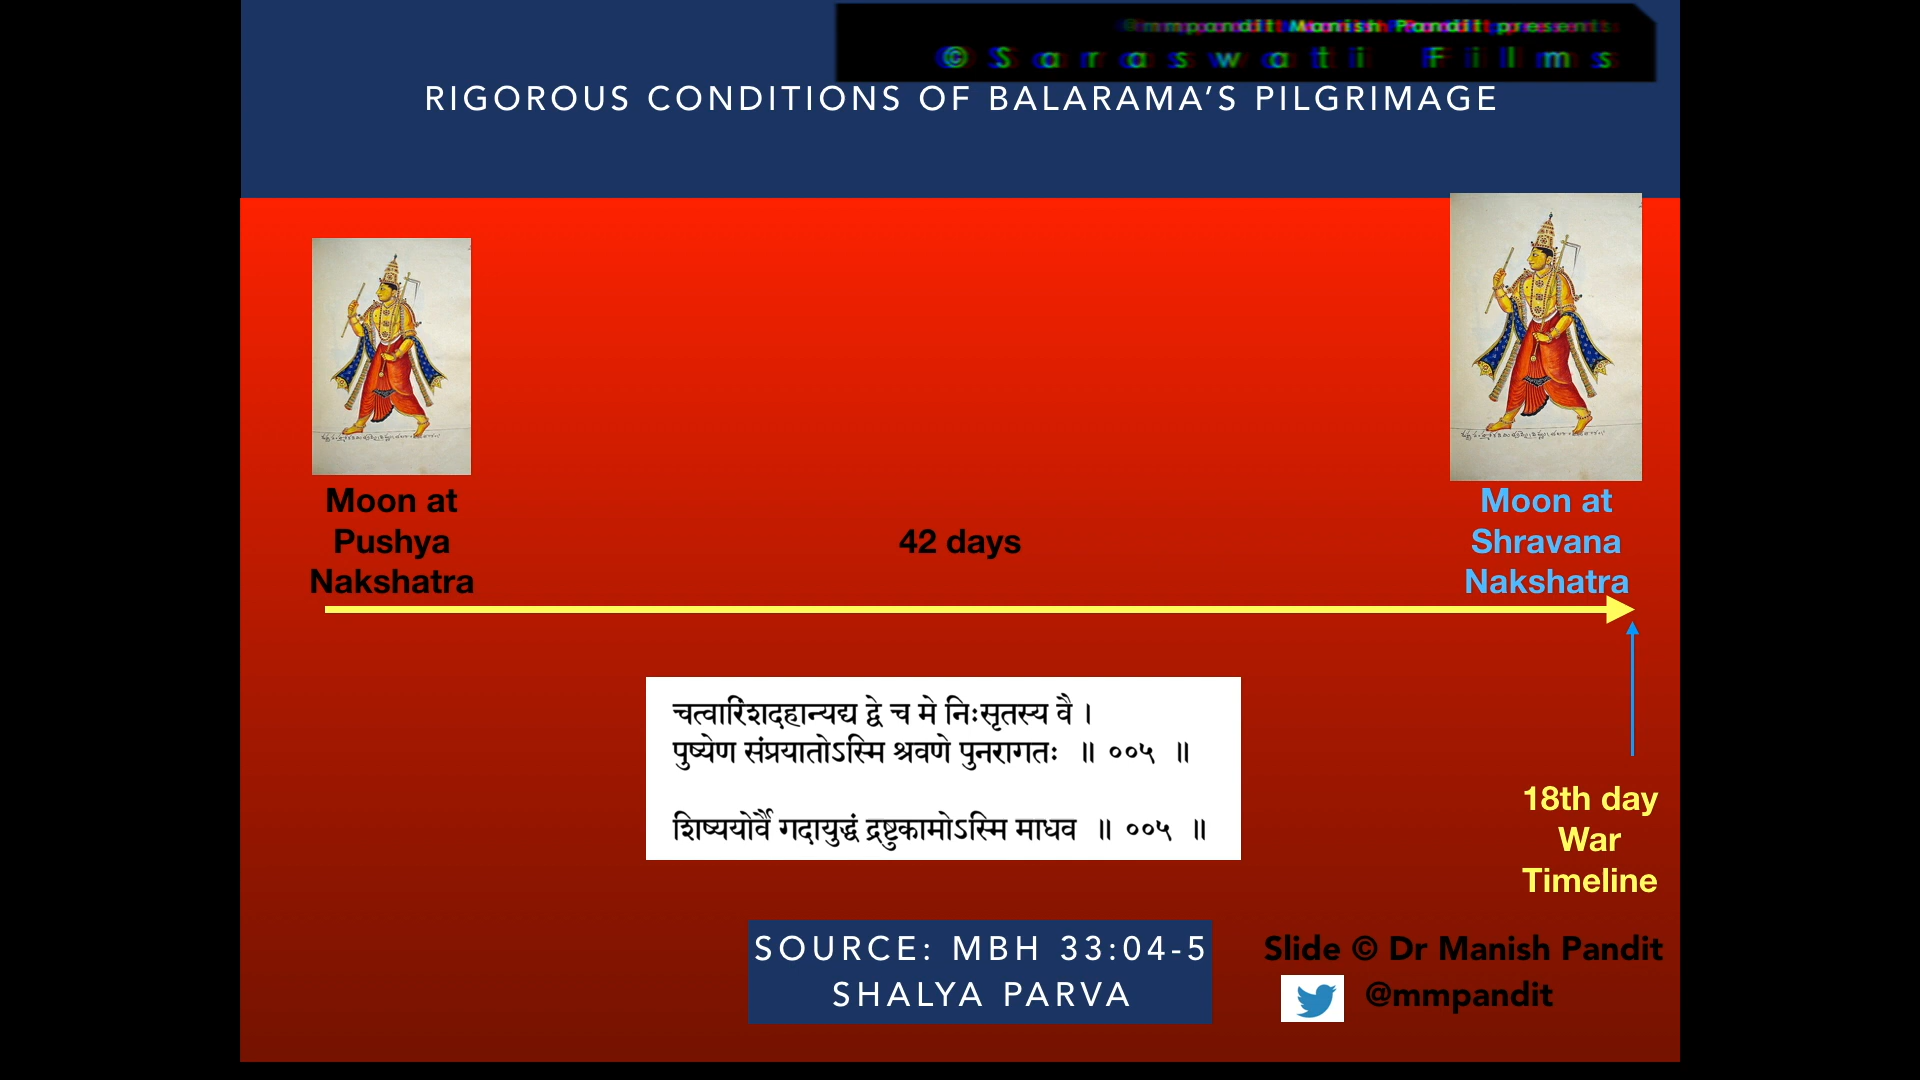 @mmpandit Manish Pandit presents
©Saraswati Films
RIGOROUS CONDITIONS OF BALARAMA’S PILGRIMAGE
Moon at
Pushya
Nakshatra
42 days
Moon at
Shravana
Nakshatra
चत्वारिंशदहान्यद्य द्वे च मे निःसृतस्य वै ।
पुष्येण संप्रयातोऽस्मि श्रवणे पुनरागतः ॥ ००५ ॥
शिष्ययोर्वै गदायुद्धं द्रष्टुकामोऽस्मि माधव ॥ ००५ ॥
18th day
War
Timeline
SOURCE: MBH 33:04-5
SHALYA PARVA
Slide © Dr Manish Pandit
@mmpandit